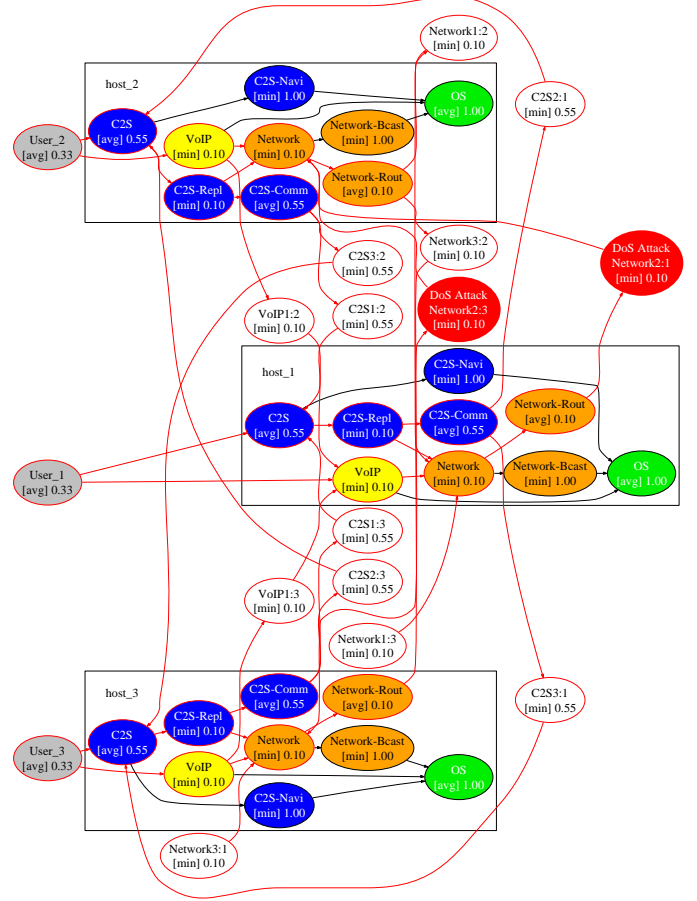 Network1:2
[min] 0.10
host_2
C2S-Navi
[min] 1.00
OS
[avg] 1.00
C2S2:1
[min] 0.55
C2S
[avg] 0.55
User_2
[avg] 0.33
VoIP
[min] 0.10
Network
[min] 0.10
Network-Bcast
[min] 1.00
C2S-Repl
[min] 0.10
C2S-Comm
[avg] 0.55
Network-Rout
[avg] 0.10
C2S3:2
[min] 0.55
Network3:2
[min] 0.10
DoS Attack
Network2:1
[min] 0.10
VoIP1:2
[min] 0.10
C2S1:2
[min] 0.55
DoS Attack
Network2:3
[min] 0.10
host_1
C2S-Navi
[min] 1.00
C2S
[avg] 0.55
C2S-Repl
[min] 0.10
C2S-Comm
[avg] 0.55
Network-Rout
[avg] 0.10
User_1
[avg] 0.33
VoIP
[min] 0.10
Network
[min] 0.10
Network-Bcast
[min] 1.00
OS
[avg] 1.00
C2S1:3
[min] 0.55
C2S2:3
[min] 0.55
VoIP1:3
[min] 0.10
Network1:3
[min] 0.10
host_3
C2S-Comm
[avg] 0.55
Network-Rout
[avg] 0.10
C2S3:1
[min] 0.55
C2S
[avg] 0.55
C2S-Repl
[min] 0.10
Network
[min] 0.10
Network-Bcast
[min] 1.00
User_3
[avg] 0.33
VoIP
[min] 0.10
OS
[avg] 1.00
C2S-Navi
[min] 1.00
Network3:1
[min] 0.10